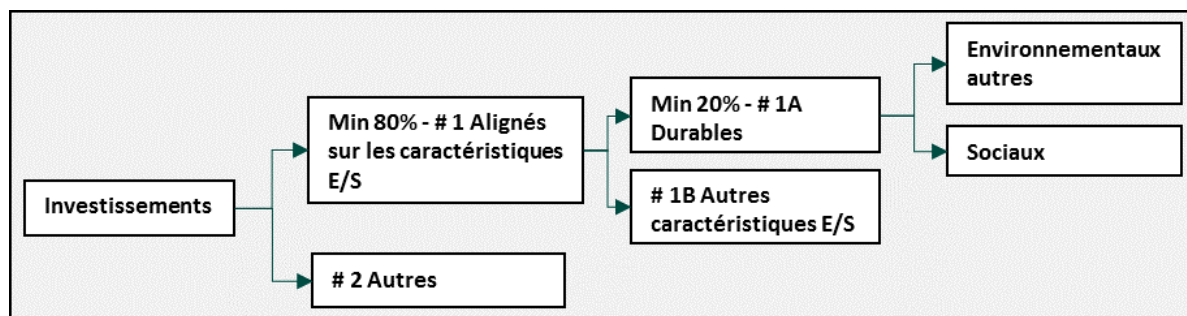 Investissements
Min 80% - # 1 Alignés
sur les caractéristiques
E/S
# 2 Autres
Min 20% - # 1A
Durables
# 1B Autres
caractéristiques E/S
Environnementaux
autres
Sociaux